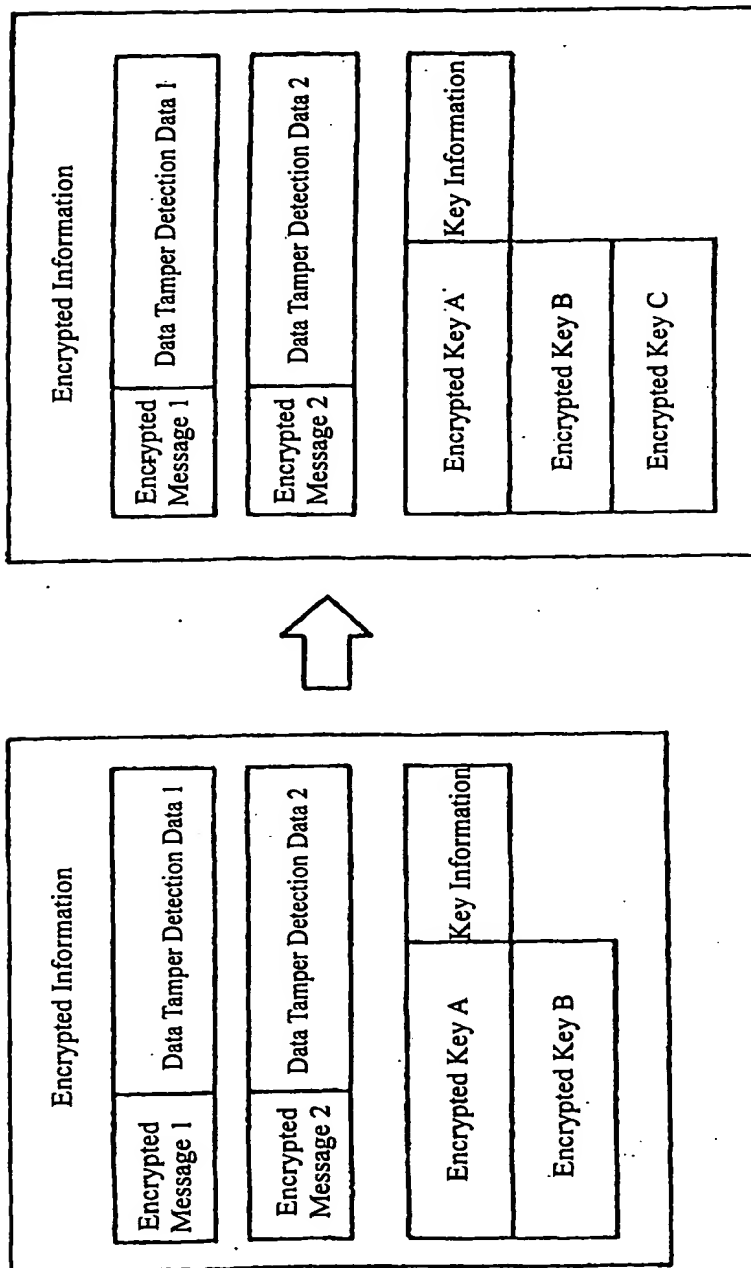 Encrypted Information
Encrypted
Message 1
Data Tamper Detection Data 1
Encrypted
Message 2
Data Tamper Detection Data 2
Encrypted Key A
Key Information
Encrypted Key B
Encrypted Information
Encrypted
Message 1
Data Tamper Detection Data 1
Encrypted
Message 2
Data Tamper Detection Data 2
Encrypted Key A
Key Information
Encrypted Key B
Encrypted Key C